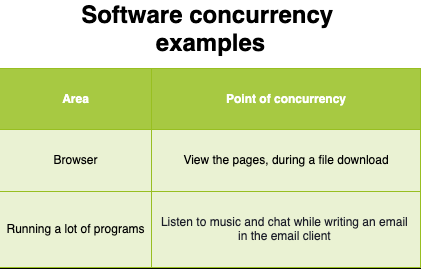 Software concurrency
examples
Area
Point of concurrency
Browser
View the pages, during a file download
Running a lot of programs
Listen to music and chat while writing an email
in the email client